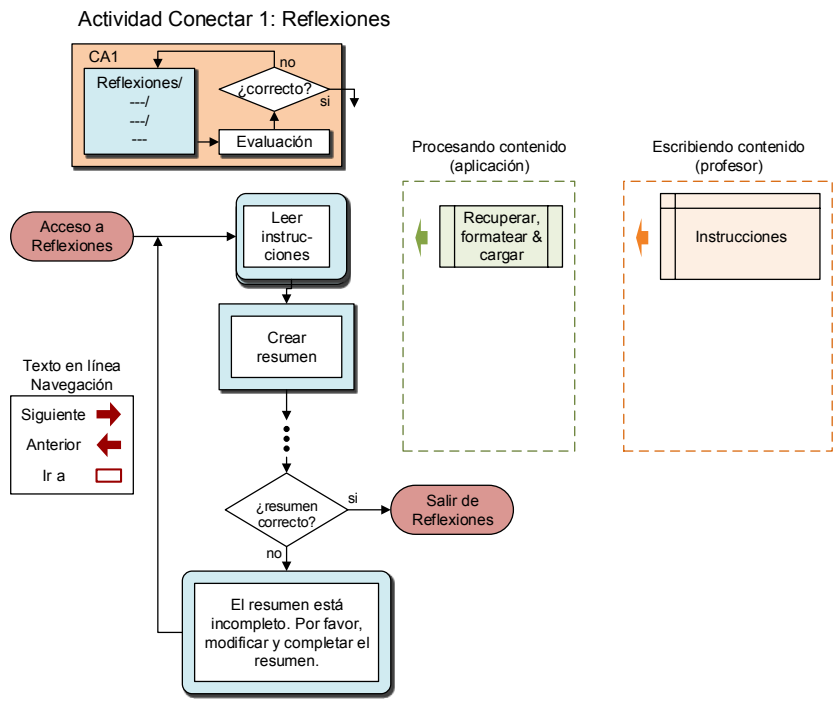 Actividad Conectar 1: Reflexiones
CA1
no
Reflexiones/
---/
---/
---
¿correcto?
si
Evaluación
Procesando contenido
(aplicación)
Escribiendo contenido
(profesor)
Acceso a
Reflexiones
Leer
instruc-
ciones
Recuperar,
formatear &
cargar
Instrucciones
Crear
resumen
Texto en línea
Navegación
Siguiente
Anterior
Ir a
¿resumen
correcto?
si
Salir de
Reflexiones
no
El resumen está
incompleto. Por favor,
modificar y completar el
resumen.